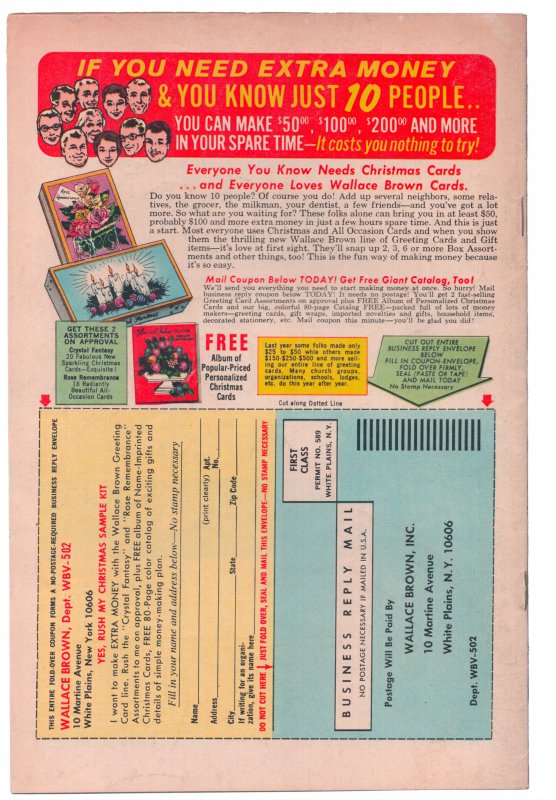 IF YOU NEED EXTRA MONEY
& YOU KNOW JUST 10 PEOPLE..
YOU CAN MAKE $50⁰⁰, $100⁰⁰, $200⁰⁰ AND MORE
IN YOUR SPARE TIME—It costs you nothing to try!
Everyone You Know Needs Christmas Cards
...and Everyone Loves Wallace Brown Cards.
Do you know 10 people? Of course you do! Add up several neighbors, some rela-
tives, the grocer, the milkman, your dentist, a few friends—and you've got a lot
more. So what are you waiting for? These folks alone can bring you in at least $50,
probably $100 and more extra money in just a few hours spare time. And this is just
a start. Most everyone uses Christmas and All Occasion Cards and when you show
them the thrilling new Wallace Brown line of Greeting Cards and Gift
items—it's love at first sight. They'll snap up 2, 3, 6 or more Box Assort-
ments and other things, too! This is the fun way of making money because
it's so easy.
Mail Coupon Below TODAY! Get Free Giant Catalog, Too!
We'll send you everything you need to start making money at once. So hurry! Mail
business reply coupon below TODAY! It needs no postage! You'll get 2 fast-selling
Greeting Card Assortments on approval plus FREE Album of Personalized Christmas
Cards and our big, colorful 80-page Catalog FREE—packed full of lots of money
makers—greeting cards, gift wraps, imported novelties and gifts, household items,
decorated stationery, etc. Mail coupon this minute—you'll be glad you did!
GET THESE 2
ASSORTMENTS
ON APPROVAL
Crystal Fantasy
20 Fabulous New
Sparkling Christmas
Cards-Exquisite!
Rose Remembrance
18 Radiantly
Beautiful All-
Occasion Cards
FREE
Album of
Popular-Priced
Personalized
Christmas
Cards
Last year some folks made only
$25 to $50 while others made
$150-$250-$500 and more sell-
ing our entire line of greeting
cards. Many church groups,
organizations, schools, lodges,
etc. do this year after year.
CUT OUT ENTIRE
BUSINESS REPLY ENVELOPE
BELOW
FILL IN COUPON-ENVELOPE,
FOLD OVER FIRMLY.
SEAL (PASTE OR TAPE)
AND MAIL TODAY
No Stamp Necessary
Cut along Dotted Line
THIS ENTIRE FOLD-OVER COUPON FORMS A NO-POSTAGE-REQUIRED BUSINESS REPLY ENVELOPE
WALLACE BROWN, Dept. WBV-502
10 Martine Avenue
White Plains, New York 10606
YES, RUSH MY CHRISTMAS SAMPLE KIT
I want to make EXTRA MONEY with the Wallace Brown Greeting
Card line. Rush the "Crystal Fantasy" and "Rose Remembrance"
Assortments to me on approval, plus FREE album of Name-Imprinted
Christmas Cards, FREE 80-Page color catalog of exciting gifts and
details of simple money-making plan.
Fill in your name and address below—No stamp necessary
Name
(print clearly)
Apt. No.
Address
City
State
Zip Code
If writing for an organi-
zation, give its name here
DO NOT CUT HERE JUST FOLD OVER, SEAL AND MAIL THIS ENVELOPE—NO STAMP NECESSARY
FIRST CLASS
PERMIT NO. 589
WHITE PLAINS, N.Y.
BUSINESS REPLY MAIL
NO POSTAGE NECESSARY IF MAILED IN U.S.A.
Postage Will be Paid By
WALLACE BROWN, INC.
10 Martine Avenue
White Plains, N.Y. 10606
Dept. WBV-502